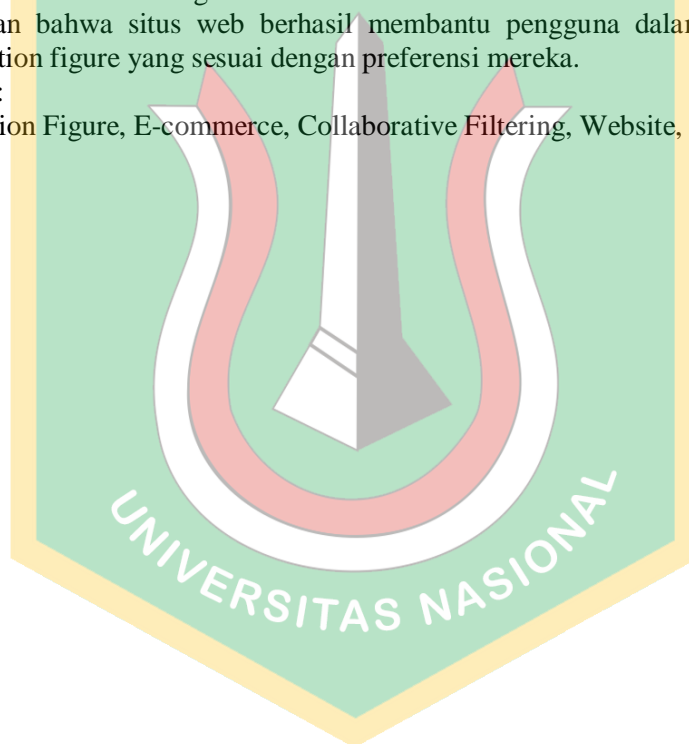 an bahwa situs web berhasil membantu pengguna dalam
tion figure yang sesuai dengan preferensi mereka.
:
ion Figure, E-commerce, Collaborative Filtering, Website,
UNIVERSITAS NASIONAL